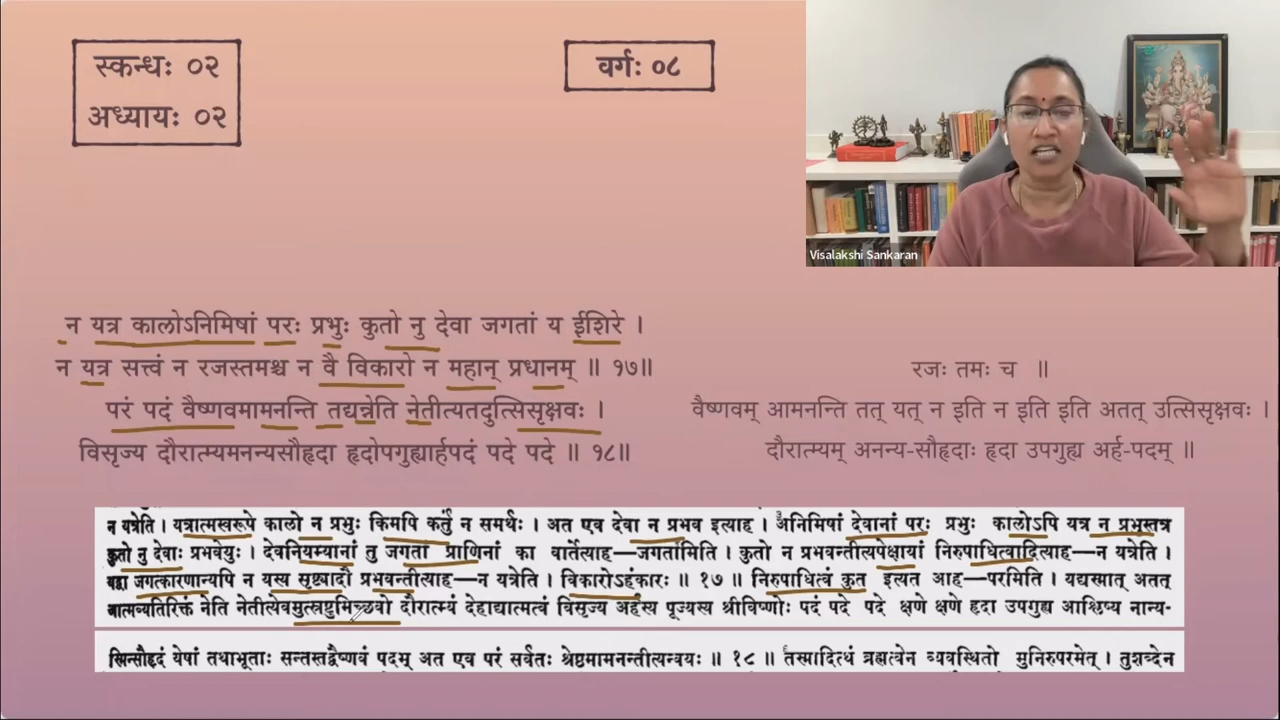 स्कन्धः ०२
अध्यायः ०२
वर्गः ०८
Visalakshi Sankaran
न यत्र कालोऽनिमिषां परः प्रभुः कुतो नु देवा जगतां य ईशिरे ।
न यत्र सत्त्वं न रजस्तमश्च न वै विकारो न महान् प्रधानम् ॥ १७॥
परं पदं वैष्णवमामनन्ति तद्यन्नेति नेतीत्यतदुत्सिसृक्षवः ।
विसृज्य दौरात्म्यमनन्यसौहृदा हृदोपगुह्यार्हपदं पदे पदे ॥ १८॥
रजः तमः च ॥
वैष्णवम् आमनन्ति तत् यत् न इति न इति इति अतत् उत्सिसृक्षवः ।
दौरात्म्यम् अनन्य-सौहृदाः हृदा उपगुह्य अर्ह-पदम् ॥
न यत्रेति । यत्रात्मस्वरूपे कालो न प्रभुः किमपि कर्तुं न समर्थः । अत एव देवा न प्रभव इत्याह । अनिमिषां देवानां परः प्रभुः कालोऽपि यत्र न प्रभुस्तत्र
कुतो नु देवाः प्रभवेयुः । देवनियम्यानां तु जगतां प्राणिनां का वार्तेत्याह—जगतामिति । कुतो न प्रभवन्तीत्यपेक्षायां निरुपाधित्वादित्याह—न यत्रेति ।
यद्वा जगत्कारणान्यपि न यस्य सृष्ट्यादौ प्रभवन्तीत्याह—न यत्रेति । विकारोऽहंकारः ॥ १७ ॥ निरुपाधित्वं कुत इत्यत आह—परमिति । यद्यस्मात् अतत्
आत्मव्यतिरिक्तं नेति नेतीत्येवमुत्स्रष्टुमिच्छवो दौरात्म्यं देहाद्यात्मत्वं विसृज्य अर्हस्य पूज्यस्य श्रीविष्णोः पदं पदे पदे क्षणे क्षणे हृदा उपगुह्य आश्लिष्य नान्य-
स्मिन्सौहृदं येषां तथाभूताः सन्तस्तद्वैष्णवं पदम् अत एव परं सर्वतः श्रेष्ठमामनन्तीत्यन्वयः ॥ १८ ॥ तस्मादित्थं ब्रह्मत्वेन व्यवस्थितो मुनिरुपरमेत् । तुशब्देन